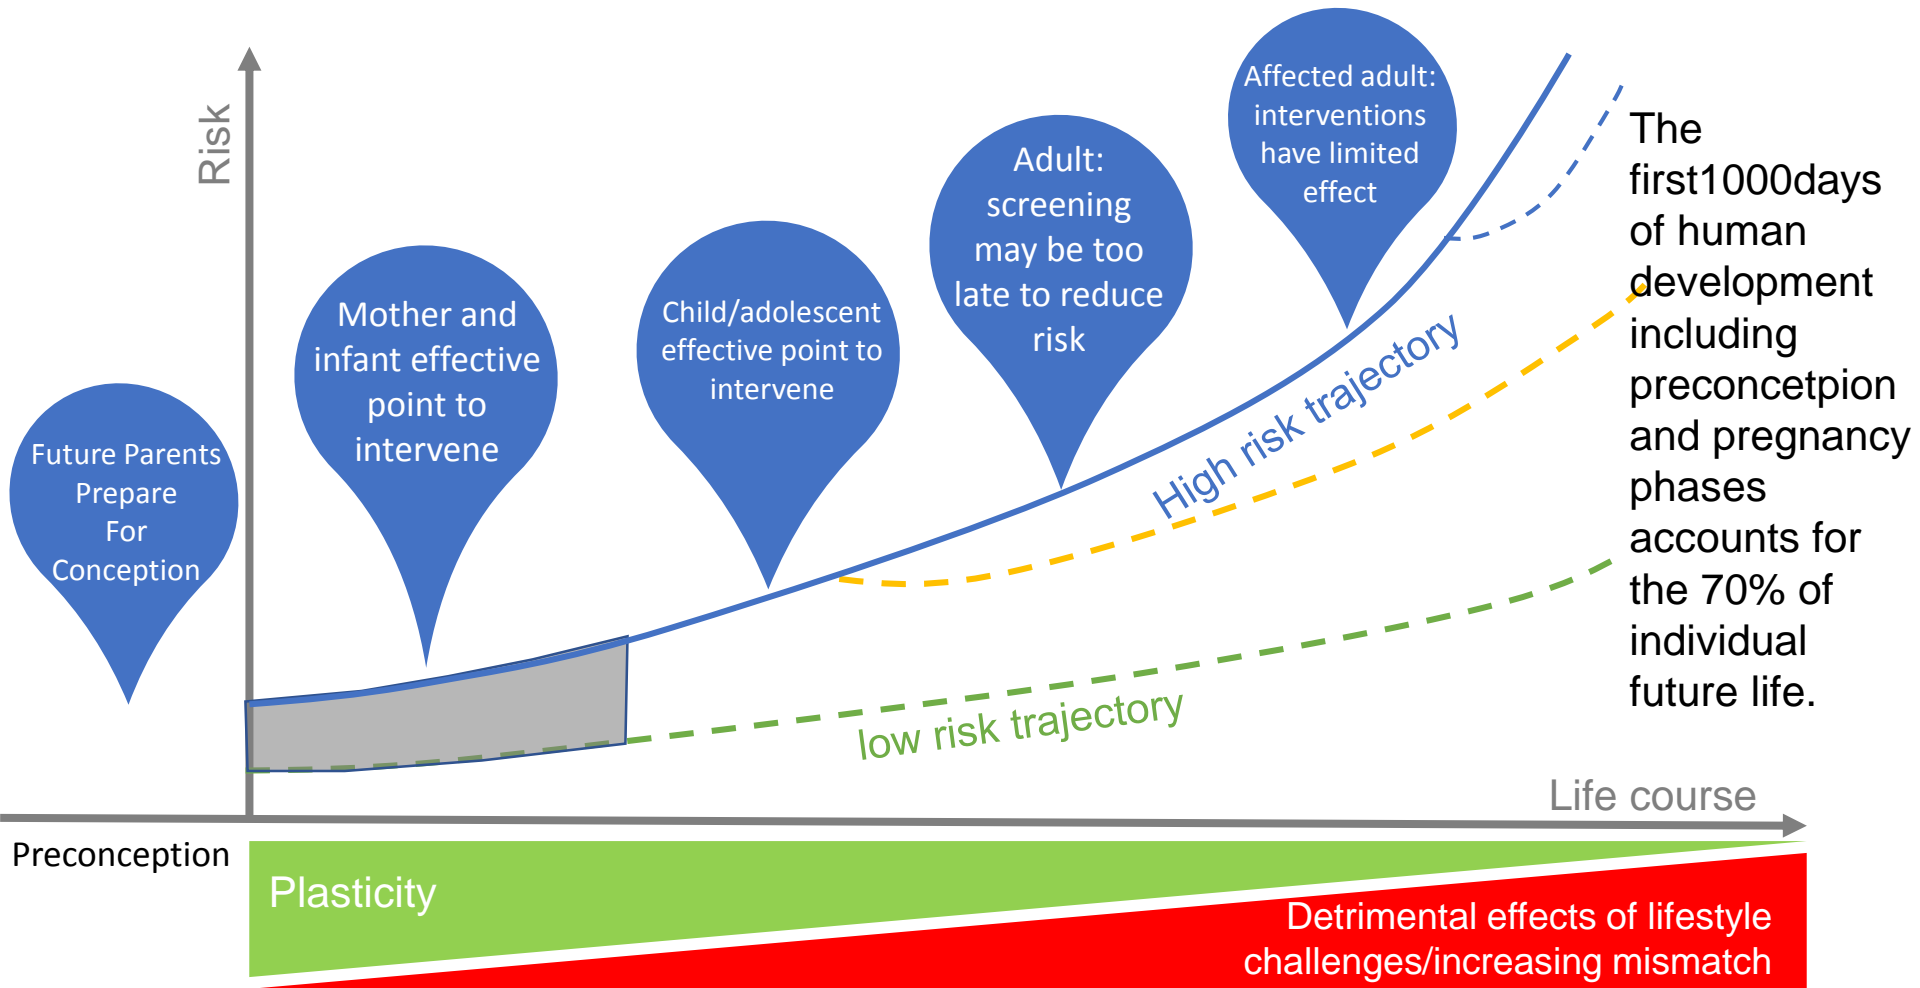 Risk
Future Parents
Prepare
For
Conception
Mother and
infant effective
point to
intervene
Child/adolescent
effective point to
intervene
Adult:
screening
may be too
late to reduce
risk
Affected adult:
interventions
have limited
effect
High risk trajectory
low risk trajectory
The
first1000days
of human
development
including
preconcetpion
and pregnancy
phases
accounts for
the 70% of
individual
future life.
Life course
Preconception
Plasticity
Detrimental effects of lifestyle
challenges/increasing mismatch